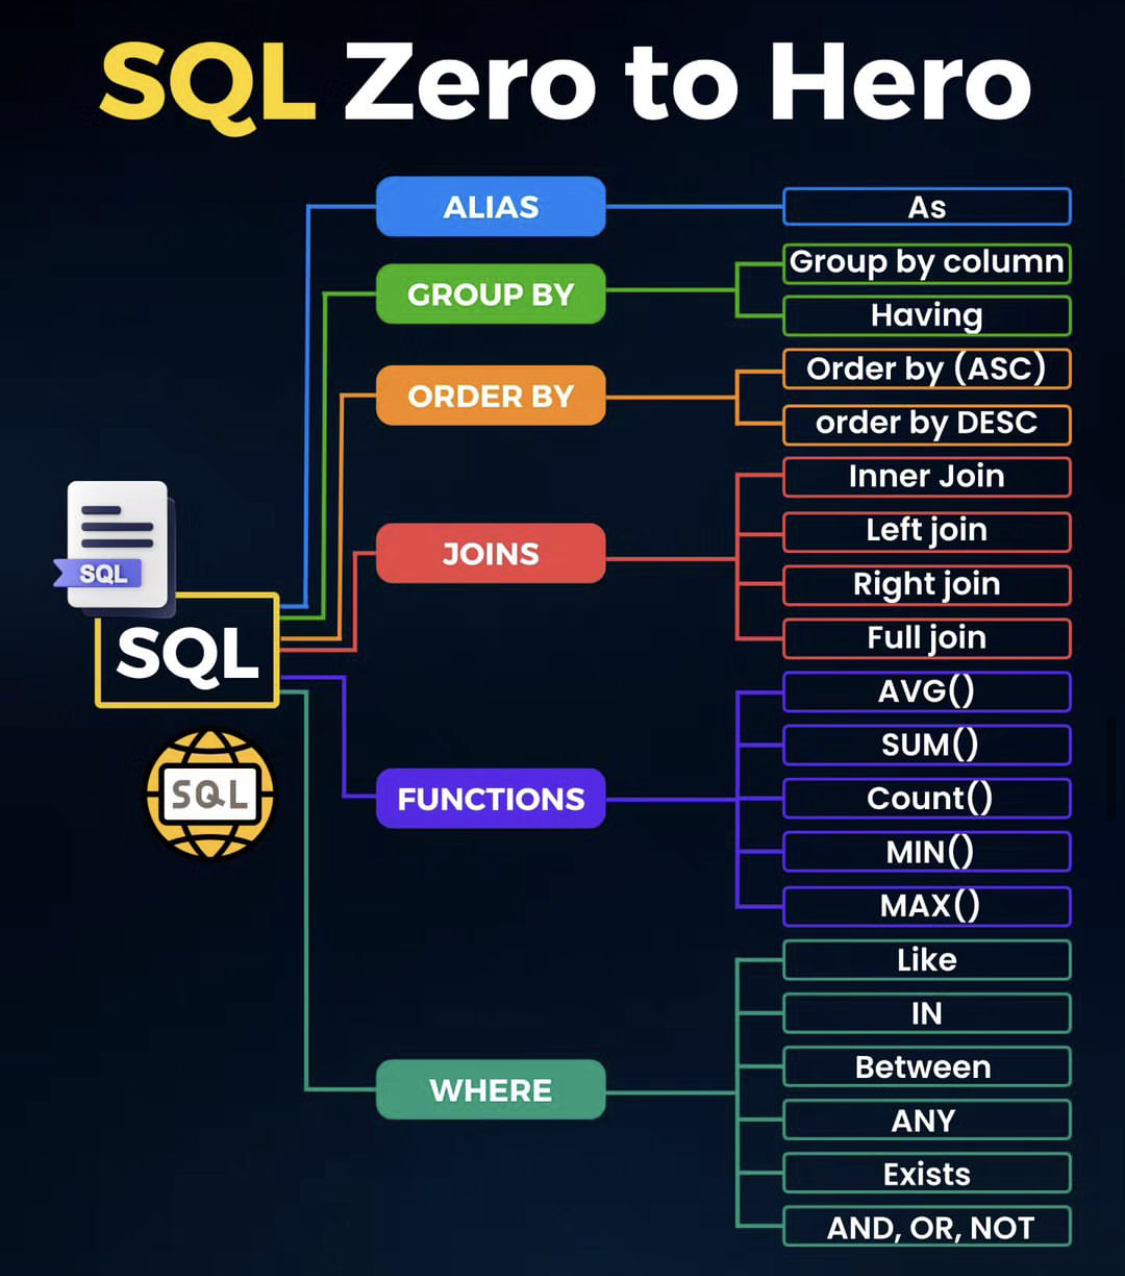 SQL Zero to Hero
ALIAS
As
GROUP BY
Group by column
Having
ORDER BY
Order by (ASC)
order by DESC
JOINS
Inner Join
Left join
Right join
Full join
SQL
SQL
SQL
FUNCTIONS
AVG()
SUM()
Count()
MIN()
MAX()
WHERE
Like
IN
Between
ANY
Exists
AND, OR, NOT